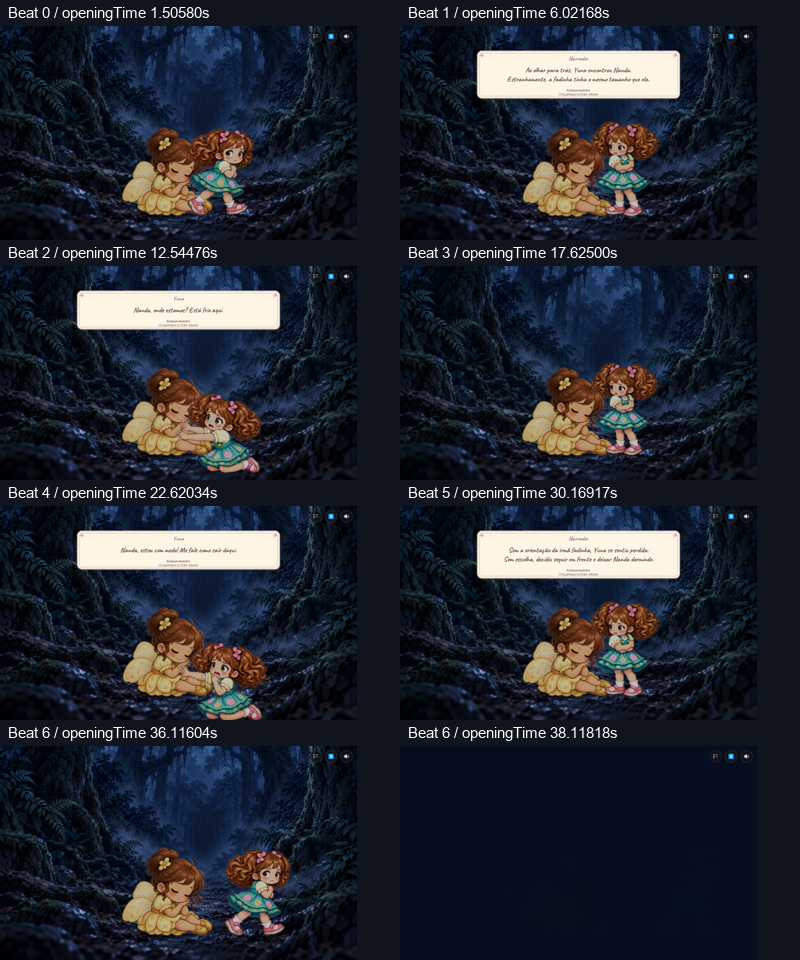 Beat 0 / openingTime 1.50580s
Beat 1 / openingTime 6.02168s
Narrador
Ao olhar para trás, Yuna encontrou Nanda.
Estranhamente, a fadinha tinha o mesmo tamanho que ela.
Beat 2 / openingTime 12.54476s
Yuna
Nanda, onde estamos? Está frio aqui.
Beat 3 / openingTime 17.62500s
Beat 4 / openingTime 22.62034s
Yuna
Nanda, estou com medo! Me fale como sair daqui.
Beat 5 / openingTime 30.16917s
Narrador
Sem a orientação da irmã fadinha, Yuna se sentiu perdida.
Sem escolha, decidiu seguir em frente e deixar Nanda dormindo.
Beat 6 / openingTime 36.11604s
Beat 6 / openingTime 38.11818s